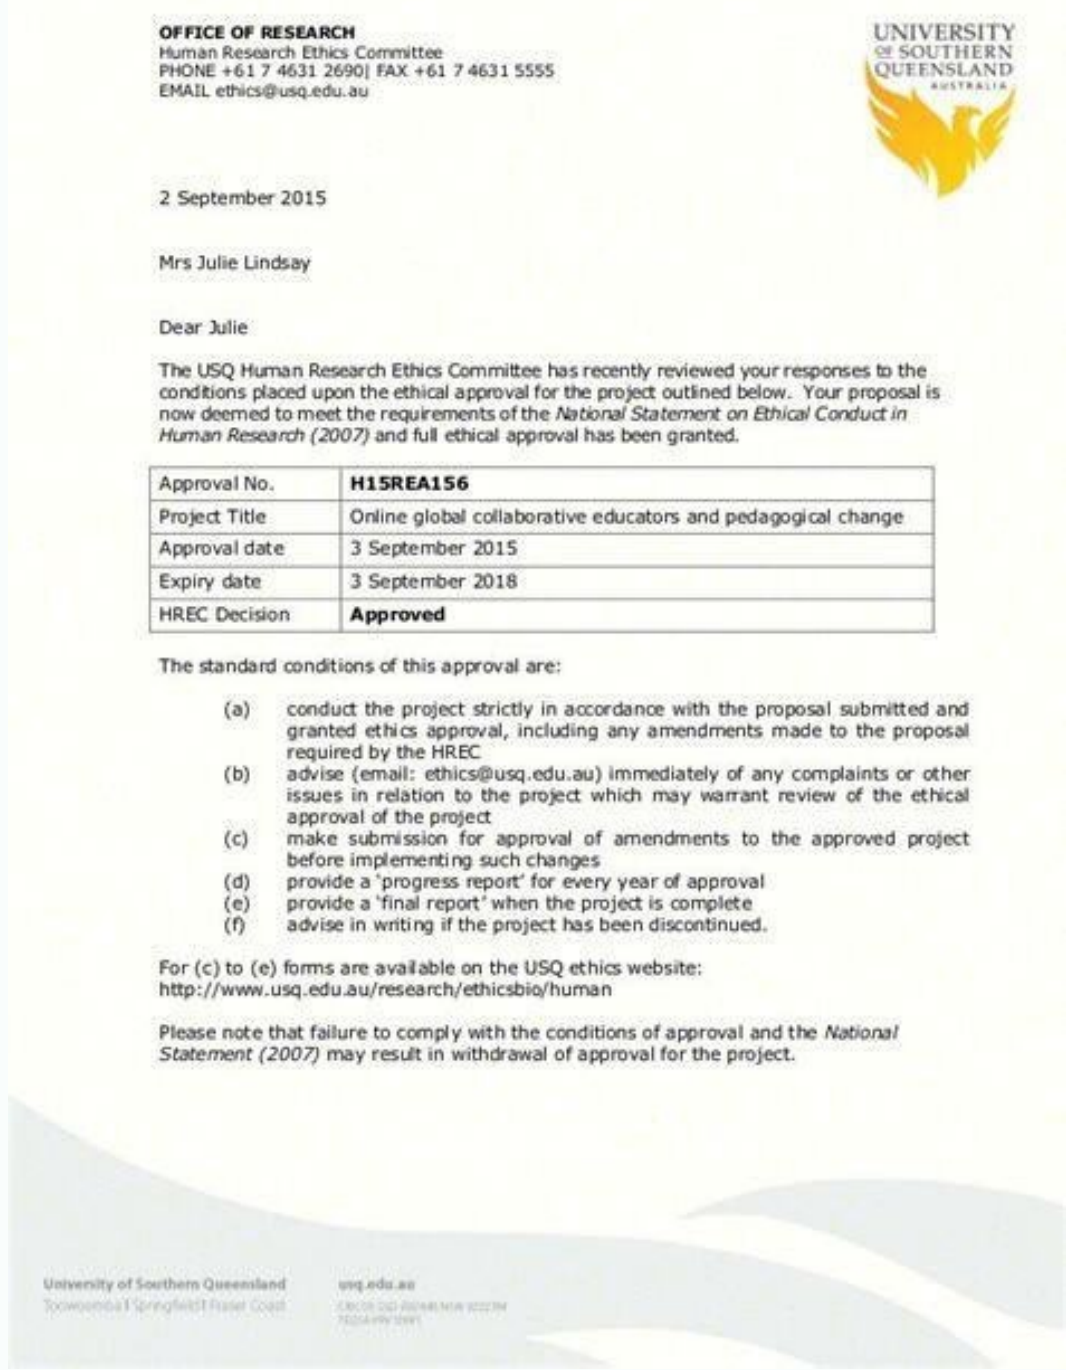 OFFICE OF RESEARCH
Human Research Ethics Committee
PHONE +61 7 4631 2690| FAX +61 7 4631 5555
EMAIL ethics@usq.edu.au
UNIVERSITY
OF SOUTHERN
QUEENSLAND
AUSTRALIA
2 September 2015
Mrs Julie Lindsay
Dear Julie
The USQ Human Research Ethics Committee has recently reviewed your responses to the
conditions placed upon the ethical approval for the project outlined below. Your proposal is
now deemed to meet the requirements of the National Statement on Ethical Conduct in
Human Research (2007) and full ethical approval has been granted.
Approval No. H15REA156
Project Title Online global collaborative educators and pedagogical change
Approval date 3 September 2015
Expiry date 3 September 2018
HREC Decision Approved
The standard conditions of this approval are:
(a) conduct the project strictly in accordance with the proposal submitted and
granted ethics approval, including any amendments made to the proposal
required by the HREC
(b) advise (email: ethics@usq.edu.au) immediately of any complaints or other
issues in relation to the project which may warrant review of the ethical
approval of the project
(c) make submission for approval of amendments to the approved project
before implementing such changes
(d) provide a 'progress report' for every year of approval
(e) provide a 'final report' when the project is complete
(f) advise in writing if the project has been discontinued.
For (c) to (e) forms are available on the USQ ethics website:
http://www.usq.edu.au/research/ethicsbio/human
Please note that failure to comply with the conditions of approval and the National
Statement (2007) may result in withdrawal of approval for the project.
University of Southern Queensland
usq.edu.au
Toowoomba | Springfield | Fraser Coast